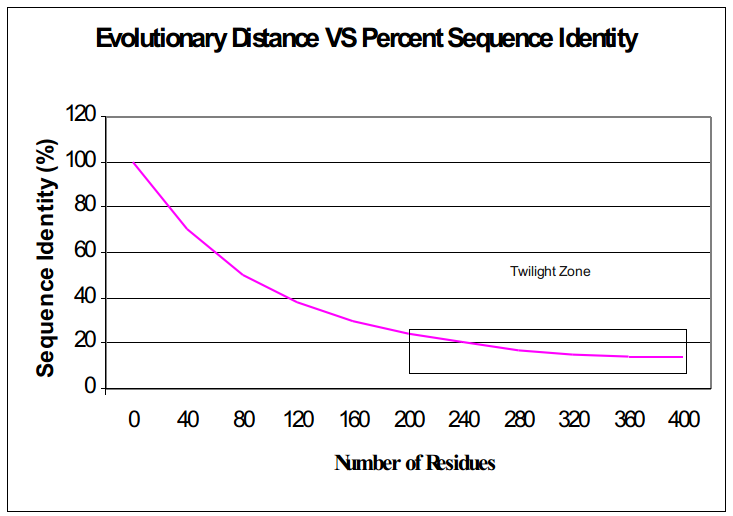 Evolutionary Distance VS Percent Sequence Identity
Sequence Identity (%)
120
100
80
60
40
20
0
Twilight Zone
0 40 80 120 160 200 240 280 320 360 400
Number of Residues